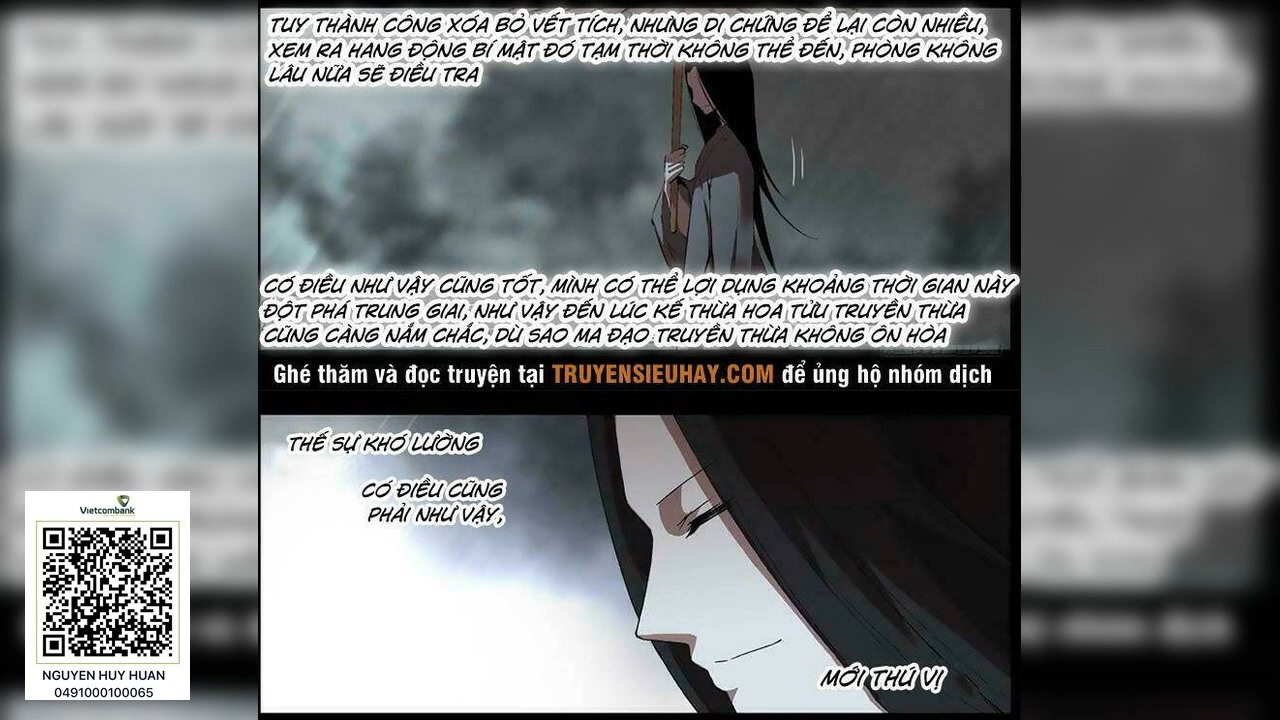 TUY THÀNH CÔNG XÓA BỎ VẾT TÍCH, NHƯNG DI CHỨNG ĐỂ LẠI CÒN NHIỀU,
XEM RA HANG ĐỘNG BÍ MẬT ĐÓ TẠM THỜI KHÔNG THỂ ĐẾN, PHÒNG KHÔNG
LÂU NỮA SẼ ĐIỀU TRA
CÓ ĐIỀU NHƯ VẬY CŨNG TỐT, MÌNH CÓ THỂ LỢI DỤNG KHOẢNG THỜI GIAN NÀY
ĐỘT PHÁ TRUNG GIAI, NHƯ VẬY ĐẾN LÚC KẾ THỪA HOA TỬU TRUYỀN THỪA
CŨNG CÀNG NẮM CHẮC, DÙ SAO MA ĐẠO TRUYỀN THỪA KHÔNG ÔN HÒA
Ghé thăm và đọc truyện tại TRUYENSIEUHAY.COM để ủng hộ nhóm dịch
THẾ SỰ KHÓ LƯỜNG
CÓ ĐIỀU CŨNG
PHẢI NHƯ VẬY,
MỚI THÚ VỊ
Vietcombank
NGUYEN HUY HUAN
0491000100065